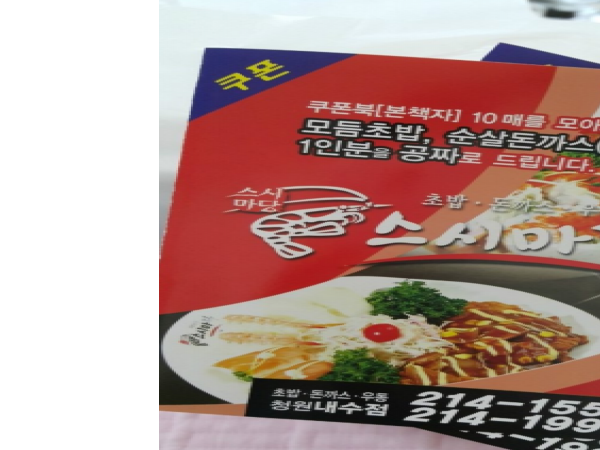 쿠폰
쿠폰북[본책자] 10매를 모아
모듬초밥, 순살돈까스
1인분을 공짜로 드립니다.
스시
마당
초밥 · 돈까스 · 우
스시마
초밥 · 돈까스 · 우동
청원내수점
214-155
214-199